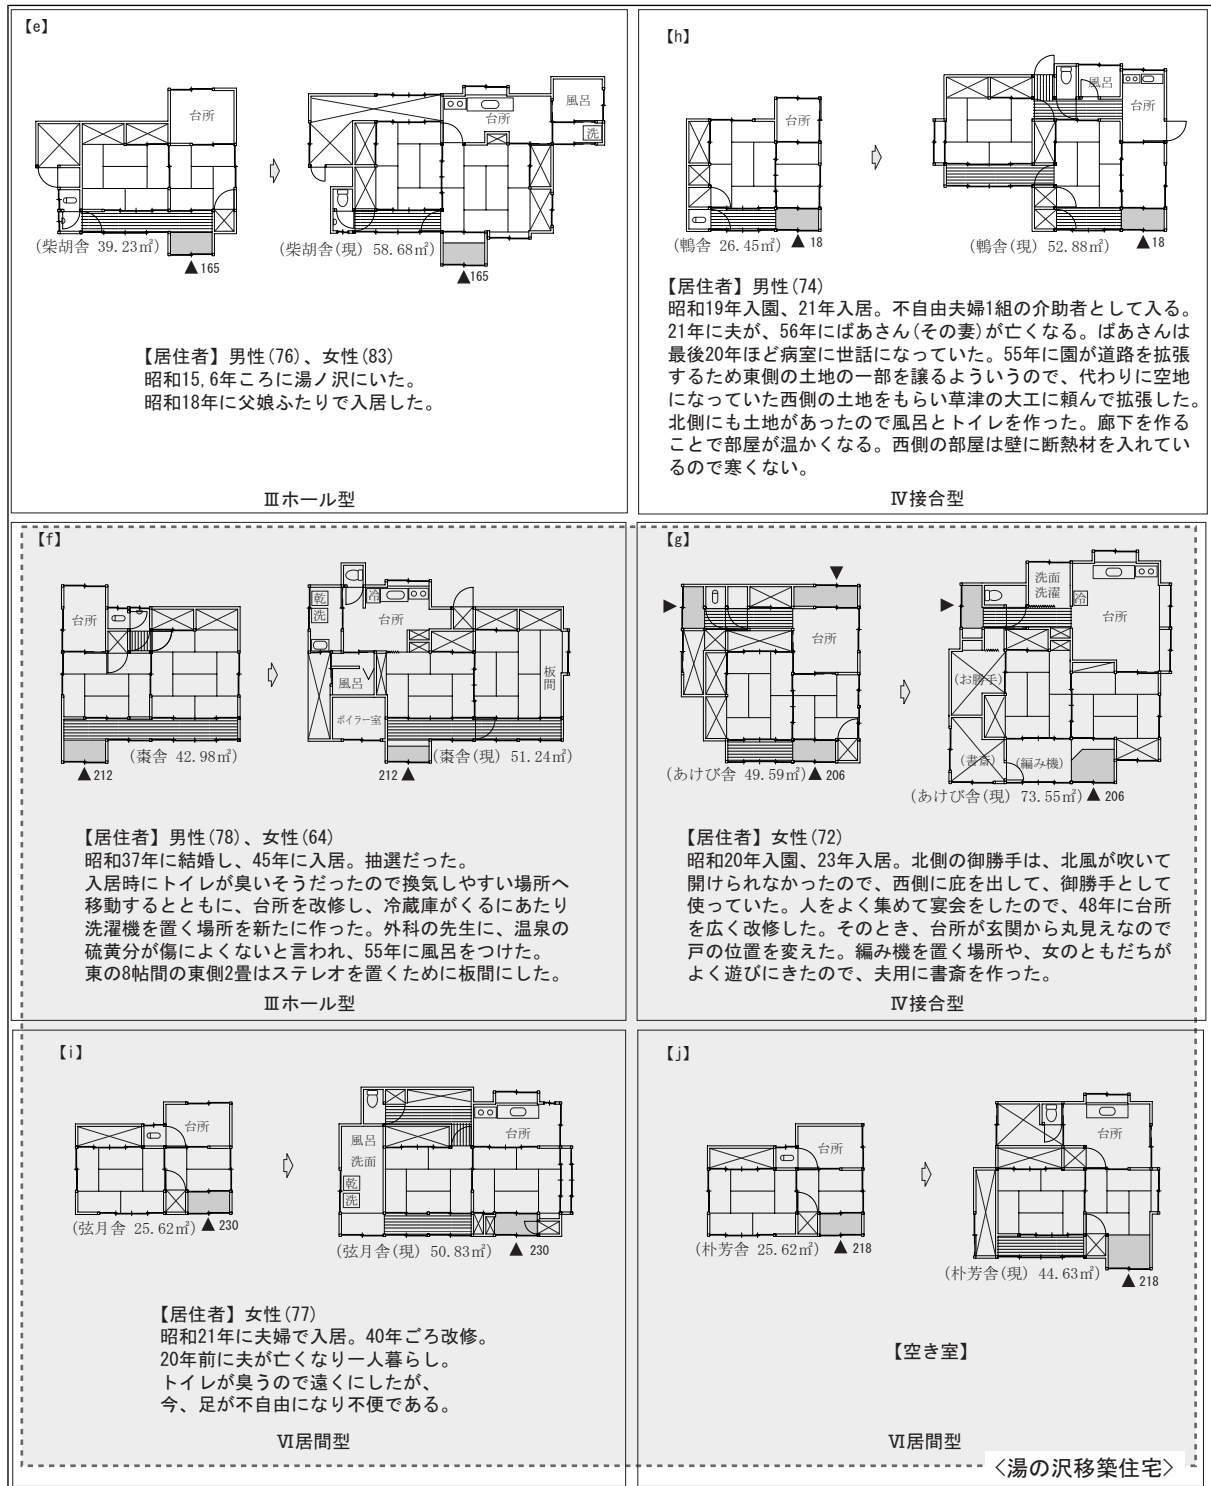 【e】
台所
(柴胡舎 39.23㎡)
▲165
⇨
台所
風呂
洗
(柴胡舎(現) 58.68㎡)
▲165
【居住者】男性(76)、女性(83)
昭和15,6年ころに湯ノ沢にいた。
昭和18年に父娘ふたりで入居した。
Ⅲホール型
【h】
台所
(鴨舎 26.45㎡)
▲18
⇨
風呂
台所
(鴨舎(現) 52.88㎡)
▲18
【居住者】男性(74)
昭和19年入園、21年入居。不自由夫婦1組の介助者として入る。
21年に夫が、56年にばあさん(その妻)が亡くなる。ばあさんは
最後20年ほど病室に世話になっていた。55年に園が道路を拡張
するため東側の土地の一部を譲るよういうので、代わりに空地
になっていた西側の土地をもらい草津の大工に頼んで拡張した。
北側にも土地があったので風呂とトイレを作った。廊下を作る
ことで部屋が温かくなる。西側の部屋は壁に断熱材を入れてい
るので寒くない。
Ⅳ接合型
【f】
台所
(棗舎 42.98㎡)
▲212
⇨
乾
洗
冷
台所
風呂
ボイラー室
板間
212▲
(棗舎(現) 51.24㎡)
【居住者】男性(78)、女性(64)
昭和37年に結婚し、45年に入居。抽選だった。
入居時にトイレが臭いそうだったので換気しやすい場所へ
移動するとともに、台所を改修し、冷蔵庫がくるにあたり
洗濯機を置く場所を新たに作った。外科の先生に、温泉の
硫黄分が傷によくないと言われ、55年に風呂をつけた。
東の8帖間の東側2畳はステレオを置くために板間にした。
Ⅲホール型
【g】
台所
(あけび舎 49.59㎡)
▲206
⇨
洗面
洗濯
冷
台所
(お勝手)
(書斎)
(編み機)
(あけび舎(現) 73.55㎡)
▲206
【居住者】女性(72)
昭和20年入園、23年入居。北側の御勝手は、北風が吹いて
開けられなかったので、西側に庇を出して、御勝手として
使っていた。人をよく集めて宴会をしたので、48年に台所
を広く改修した。そのとき、台所が玄関から丸見えなので
戸の位置を変えた。編み機を置く場所や、女のともだちが
よく遊びにきたので、夫用に書斎を作った。
Ⅳ接合型
【i】
台所
(弦月舎 25.62㎡)
▲230
⇨
風呂
洗面
乾
洗
台所
(弦月舎(現) 50.83㎡)
▲230
【居住者】女性(77)
昭和21年に夫婦で入居。40年ごろ改修。
20年前に夫が亡くなり一人暮らし。
トイレが臭うので遠くにしたが、
今、足が不自由になり不便である。
Ⅵ居間型
【j】
台所
(朴芳舎 25.62㎡)
▲218
⇨
台所
(朴芳舎(現) 44.63㎡)
▲218
【空き室】
Ⅵ居間型
〈湯の沢移築住宅〉